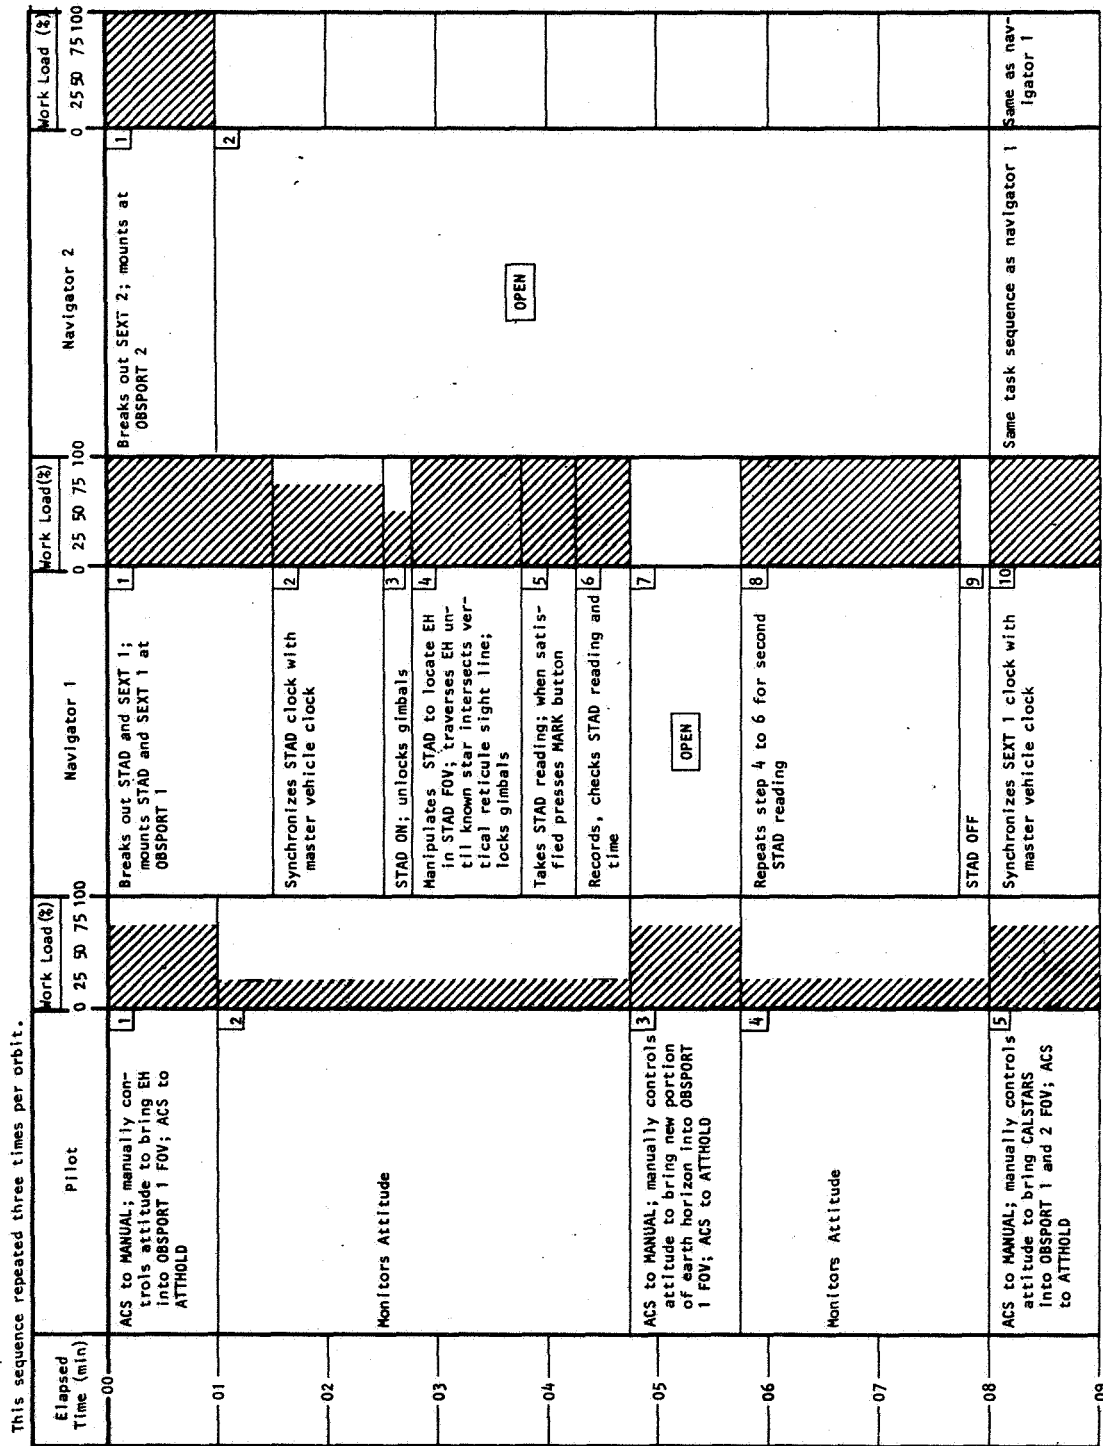 This sequence repeated three times per orbit.
Elapsed
Time (min)
Pilot
Work Load (%)
0 25 50 75 100
Navigator 1
Work Load(%)
0 25 50 75 100
Navigator 2
Work Load (%)
0 25 50 75 100
00
01
02
03
04
05
06
07
08
09
1
ACS to MANUAL; manually con-
trols attitude to bring EH
into OBSPORT 1 FOV; ACS to
ATTHOLD
2
Monitors Attitude
3
ACS to MANUAL; manually controls
attitude to bring new portion
of earth horizon into OBSPORT
1 FOV; ACS to ATTHOLD
4
Monitors Attitude
5
ACS to MANUAL; manually controls
attitude to bring CALSTARS
into OBSPORT 1 and 2 FOV; ACS
to ATTHOLD
1
Breaks out STAD and SEXT 1;
mounts STAD and SEXT 1 at
OBSPORT 1
2
Synchronizes STAD clock with
master vehicle clock
3
STAD ON; unlocks gimbals
4
Manipulates STAD to locate EH
in STAD FOV; traverses EH un-
til known star intersects ver-
tical reticule sight line;
locks gimbals
5
Takes STAD reading; when satis-
fied presses MARK button
6
Records, checks STAD reading and
time
7
OPEN
8
Repeats step 4 to 6 for second
STAD reading
9
STAD OFF
10
Synchronizes SEXT 1 clock with
master vehicle clock
1
Breaks out SEXT 2; mounts at
OBSPORT 2
2
OPEN
Same task sequence as navigator 1
Same as nav-
igator 1